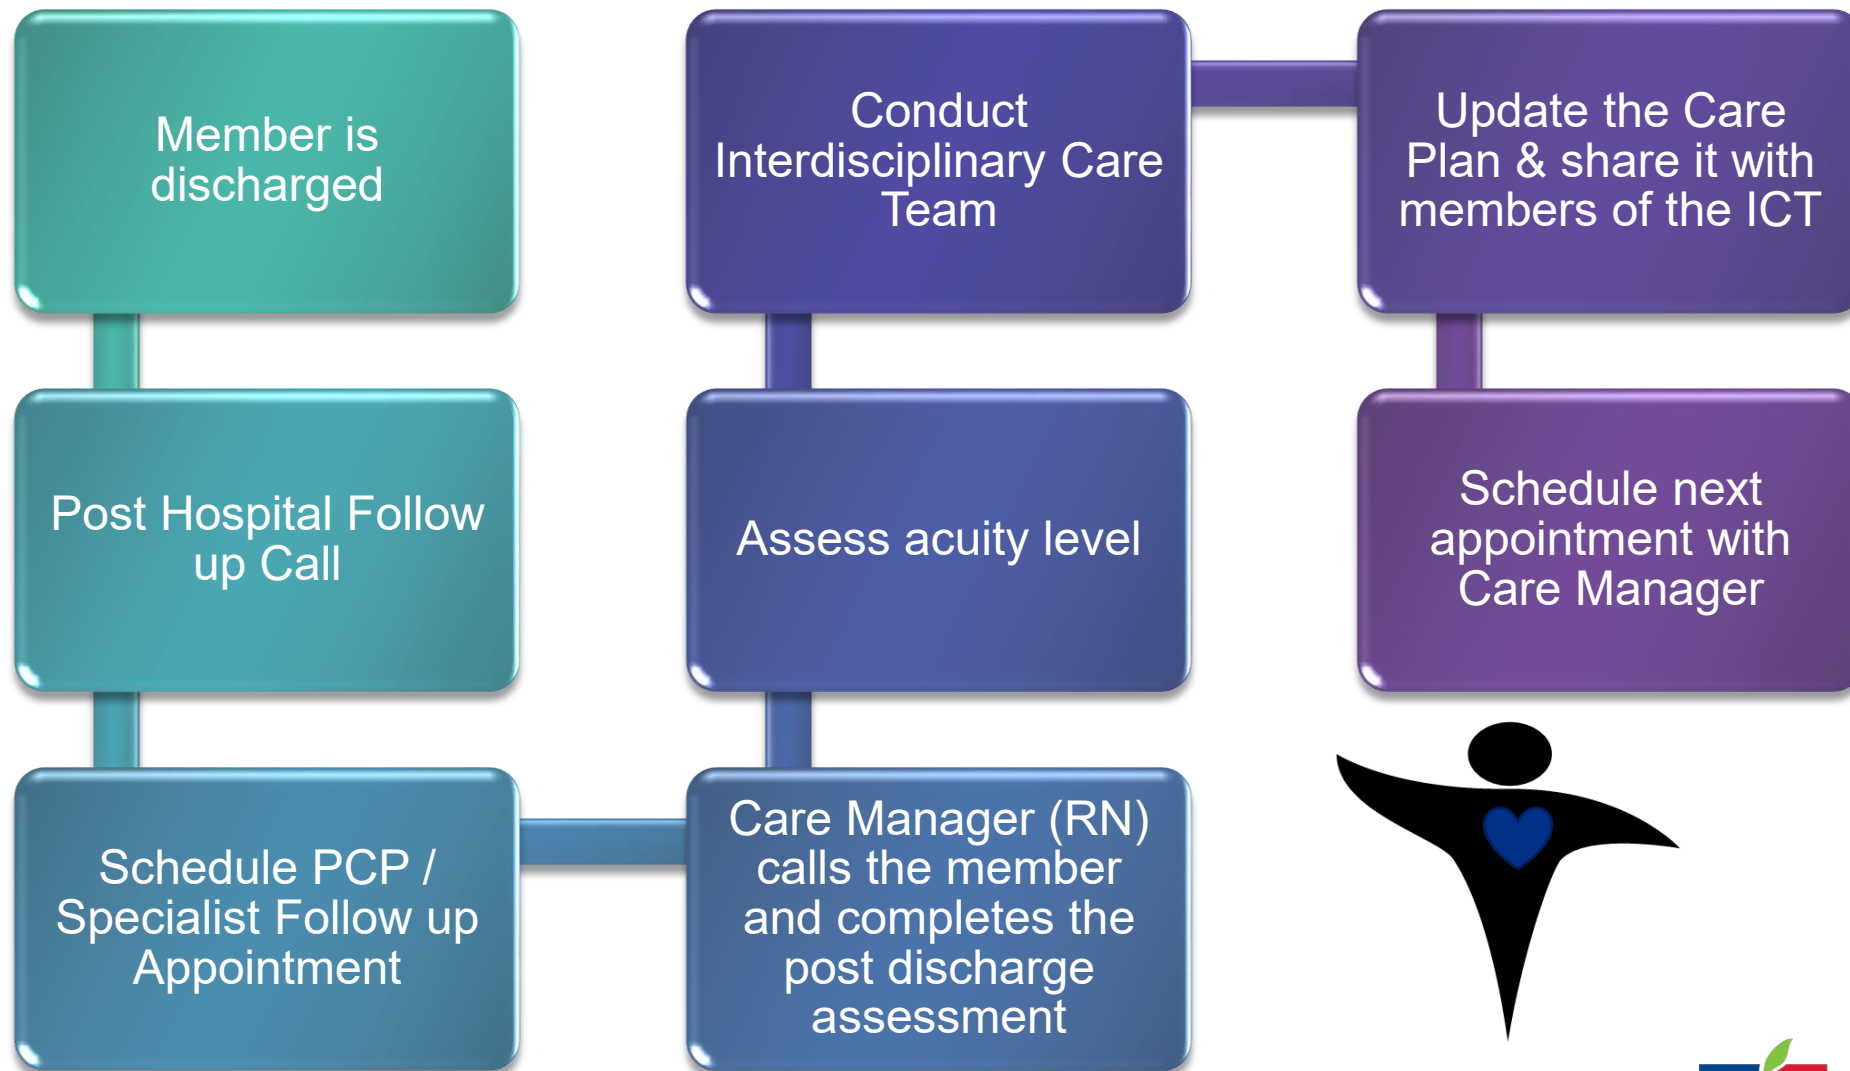 Member is
discharged
Post Hospital Follow
up Call
Schedule PCP /
Specialist Follow up
Appointment
Care Manager (RN)
calls the member
and completes the
post discharge
assessment
Assess acuity level
Conduct
Interdisciplinary Care
Team
Update the Care
Plan & share it with
members of the ICT
Schedule next
appointment with
Care Manager